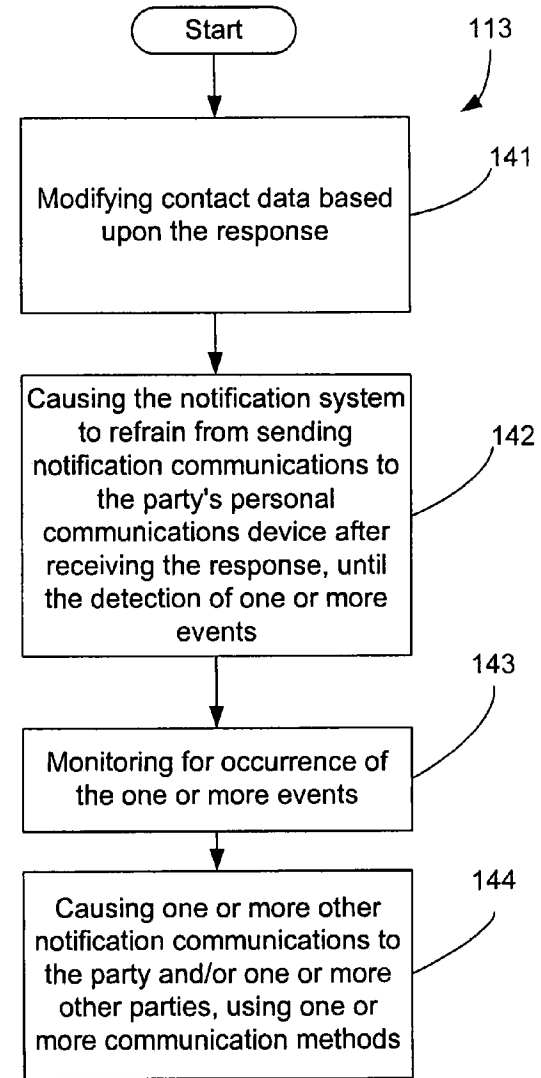 Start
113
141
Modifying contact data based
upon the response
Causing the notification system
to refrain from sending
notification communications to
the party's personal
communications device after
receiving the response, until
the detection of one or more
events
142
143
Monitoring for occurrence of
the one or more events
144
Causing one or more other
notification communications to
the party and/or one or more
other parties, using one or
more communication methods